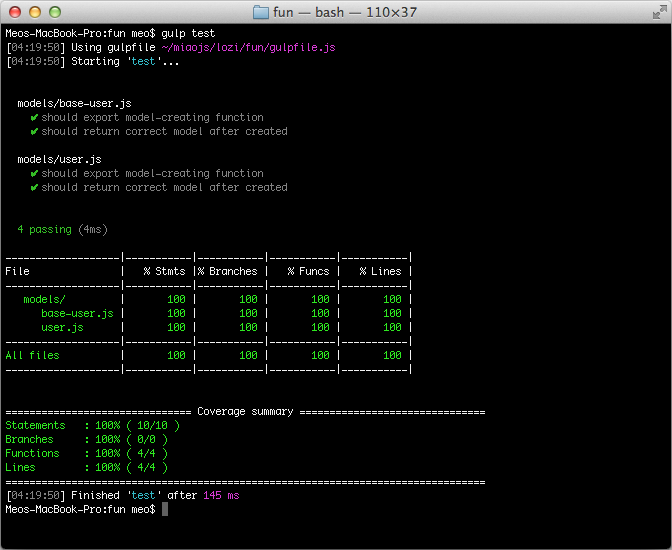 fun — bash — 110×37
Meos-MacBook-Pro:fun meo$ gulp test
[04:19:50] Using gulpfile ~/miaojs/lozi/fun/gulpfile.js
[04:19:50] Starting 'test'...
models/base-user.js
✔ should export model-creating function
✔ should return correct model after created
models/user.js
✔ should export model-creating function
✔ should return correct model after created
4 passing (4ms)
-------------------|-----------|-----------|-----------|-----------|
File               |   % Stmts |% Branches |   % Funcs |   % Lines |
-------------------|-----------|-----------|-----------|-----------|
   models/         |       100 |       100 |       100 |       100 |
      base-user.js |       100 |       100 |       100 |       100 |
      user.js      |       100 |       100 |       100 |       100 |
-------------------|-----------|-----------|-----------|-----------|
All files          |       100 |       100 |       100 |       100 |
-------------------|-----------|-----------|-----------|-----------|
=============================== Coverage summary ===============================
Statements   : 100% ( 10/10 )
Branches     : 100% ( 0/0 )
Functions    : 100% ( 4/4 )
Lines        : 100% ( 4/4 )
================================================================================
[04:19:50] Finished 'test' after 145 ms
Meos-MacBook-Pro:fun meo$